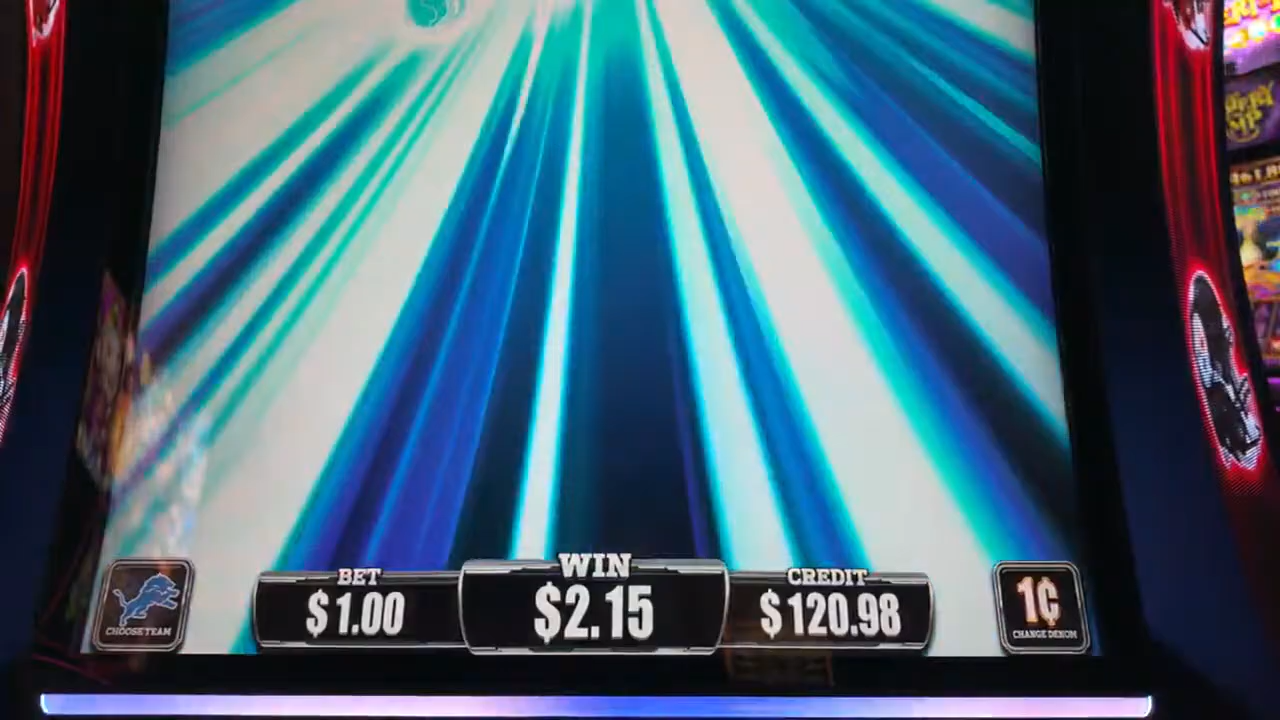 BET
$1.00
WIN
$2.15
CREDIT
$120.98
CHOOSE TEAM
1¢
CHANGE DENOM